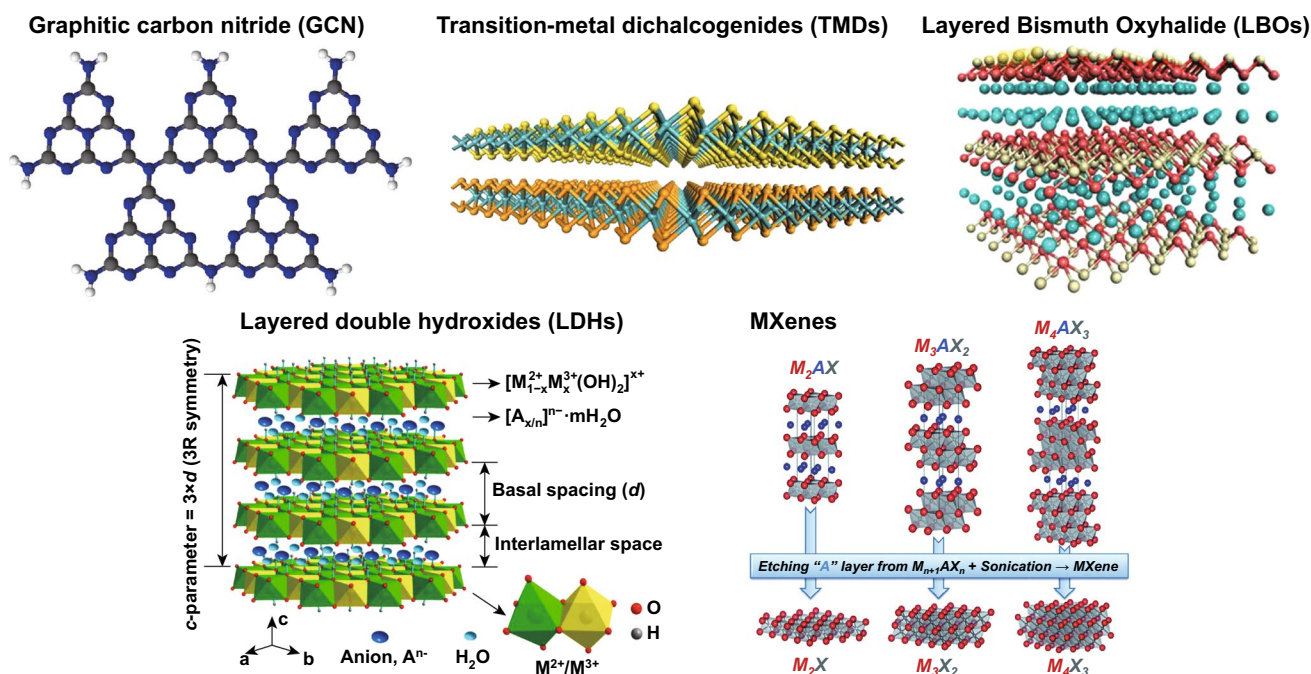 Graphitic carbon nitride (GCN)
Transition-metal dichalcogenides (TMDs)
Layered Bismuth Oxyhalide (LBOs)
Layered double hydroxides (LDHs)
c-parameter = 3×d (3R symmetry)
[M²⁺₁₋ₓMₓ³⁺(OH)₂]ˣ⁺
[Aₓ/ₙ]ⁿ⁻·mH₂O
Basal spacing (d)
Interlamellar space
c
a
b
Anion, Aⁿ⁻
H₂O
M²⁺/M³⁺
O
H
MXenes
M₂AX
M₃AX₂
M₄AX₃
Etching “A” layer from Mₙ₊₁AXₙ + Sonication → MXene
M₂X
M₃X₂
M₄X₃